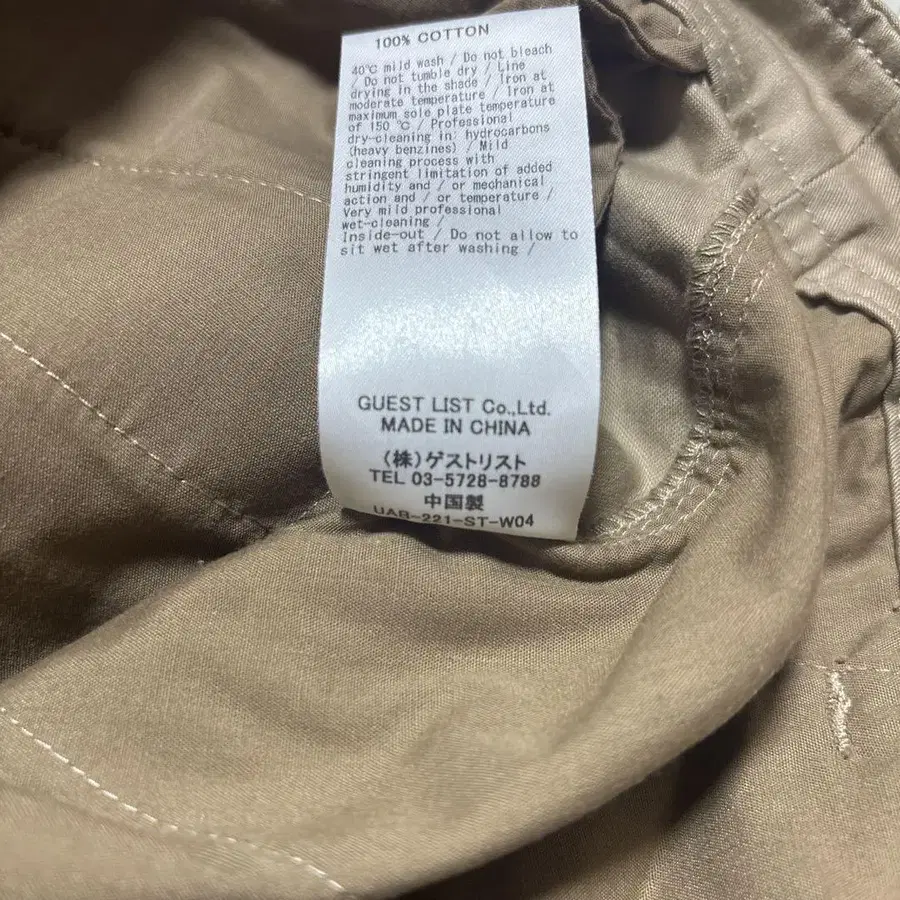 100% COTTON
40℃ mild wash / Do not bleach
/ Do not tumble dry / Line
drying in the shade / Iron at
moderate temperature / Iron at
maximum sole plate temperature
of 150 ℃ / Professional
dry-cleaning in: hydrocarbons
(heavy benzines) / Mild
cleaning process with
stringent limitation of added
humidity and / or mechanical
action and / or temperature /
Very mild professional
wet-cleaning /
Inside-out / Do not allow to
sit wet after washing /
GUEST LIST Co.,Ltd.
MADE IN CHINA
(株)ゲストリスト
TEL 03-5728-8788
中国製
UAR-221-ST-W04